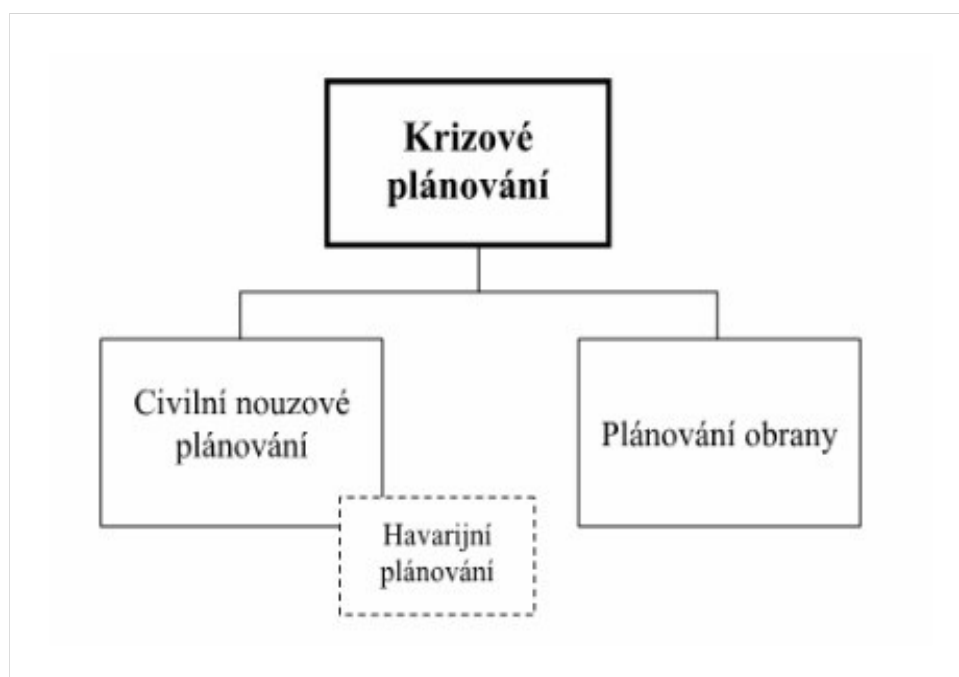 Krizové
plánování
Civilní nouzové
plánování
Plánování obrany
Havarijní
plánování